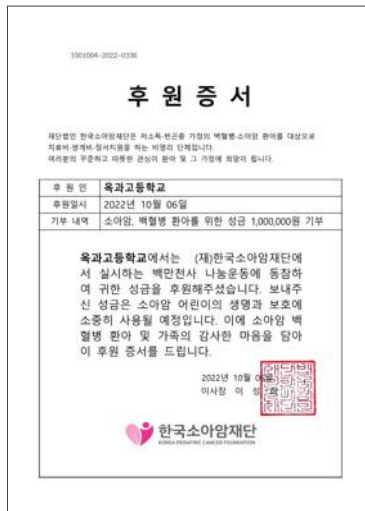 1001004-2022-0336
후 원 증 서
재단법인 한국소아암재단은 저소득·빈곤층 가정의 백혈병·소아암 환아를 대상으로
치료비·생계비·정서지원을 하는 비영리 단체입니다.
여러분의 꾸준하고 따뜻한 관심이 환아 및 그 가정에 희망이 됩니다.
후 원 인 옥과고등학교
후원일시 2022년 10월 06일
기부 내역 소아암, 백혈병 환아를 위한 성금 1,000,000원 기부
옥과고등학교에서는 (재)한국소아암재단에
서 실시하는 백만천사 나눔운동에 동참하
여 귀한 성금을 후원해주셨습니다. 보내주
신 성금은 소아암 어린이의 생명과 보호에
소중히 사용될 예정입니다. 이에 소아암 백
혈병 환아 및 가족의 감사한 마음을 담아
이 후원 증서를 드립니다.
2022년 10월 06일
이사장 이 성 희
한국소아암재단
KOREA PEDIATRIC CANCER FOUNDATION